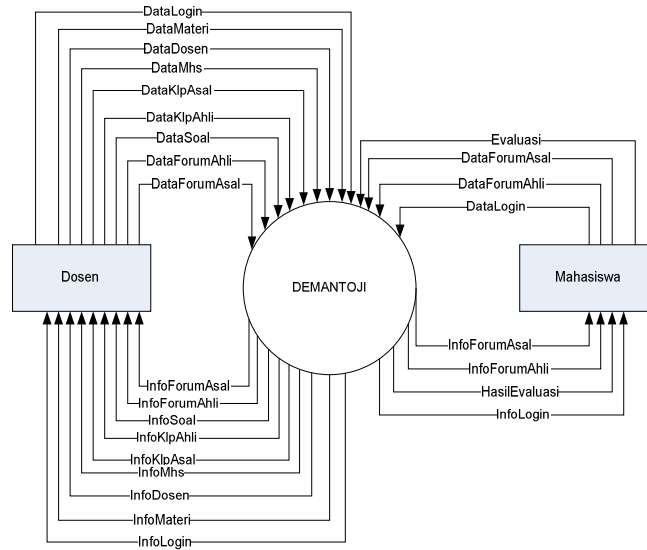 DataLogin
DataMateri
DataDosen
DataMhs
DataKlpAsal
DataKlpAhli
DataSoal
DataForumAhli
DataForumAsal
Evaluasi
DataForumAsal
DataForumAhli
DataLogin
Dosen
DEMANTOJI
Mahasiswa
InfoForumAsal
InfoForumAhli
HasilEvaluasi
InfoLogin
InfoForumAsal
InfoForumAhli
InfoSoal
InfoKlpAhli
InfoKlpAsal
InfoMhs
InfoDosen
InfoMateri
InfoLogin